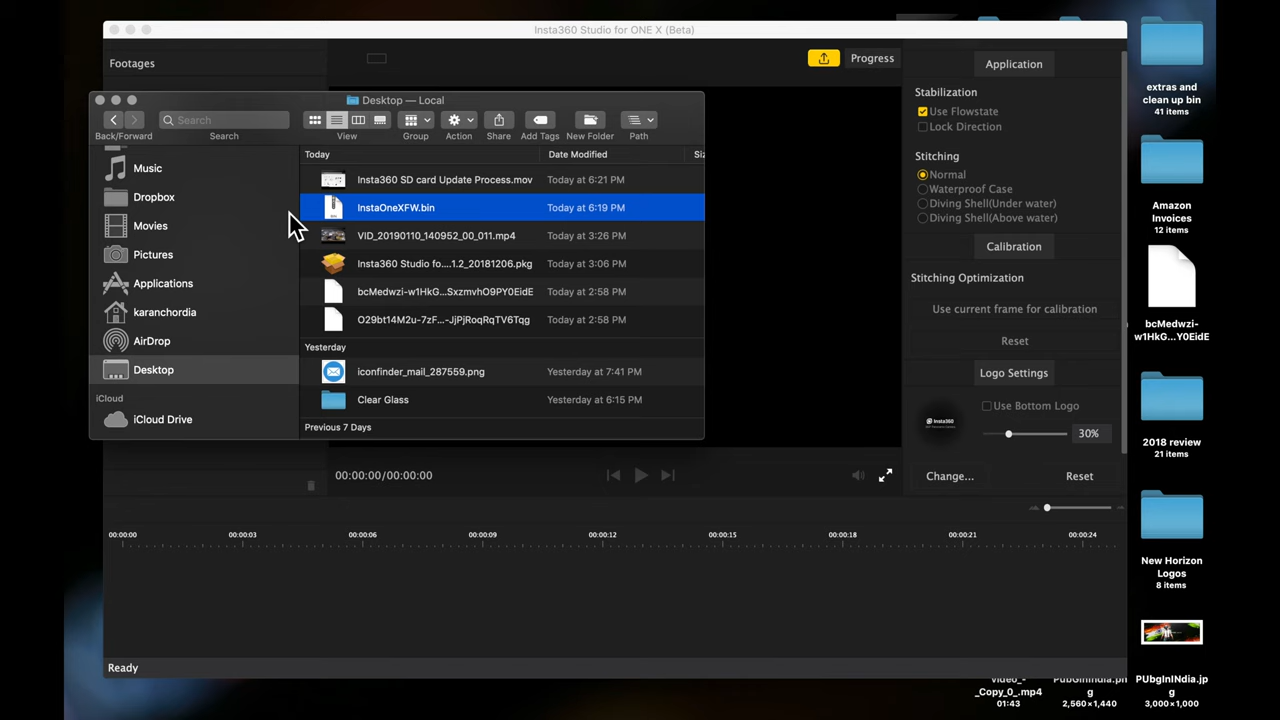 Insta360 Studio for ONE X (Beta)
Footages
Progress
Application
Stabilization
Use Flowstate
Lock Direction
Stitching
Normal
Waterproof Case
Diving Shell(Under water)
Diving Shell(Above water)
Calibration
Stitching Optimization
Use current frame for calibration
Reset
Logo Settings
Use Bottom Logo
Insta360
30%
Change...
Reset
Desktop — Local
Search
Back/Forward
Search
View
Group
Action
Share
Add Tags
New Folder
Path
Music
Dropbox
Movies
Pictures
Applications
karanchordia
AirDrop
Desktop
iCloud
iCloud Drive
Today
Date Modified
Siz
Insta360 SD card Update Process.mov
Today at 6:21 PM
InstaOneXFW.bin
Today at 6:19 PM
VID_20190110_140952_00_011.mp4
Today at 3:26 PM
Insta360 Studio fo....1.2_20181206.pkg
Today at 3:06 PM
bcMedwzi-w1HkG...SxzmvhO9PY0EidE
Today at 2:58 PM
O29bt14M2u-7zF...-JjPjRoqRqTV6Tqg
Today at 2:58 PM
Yesterday
iconfinder_mail_287559.png
Yesterday at 7:41 PM
Clear Glass
Yesterday at 6:15 PM
Previous 7 Days
00:00:00/00:00:00
00:00:00
00:00:03
00:00:06
00:00:09
00:00:12
00:00:15
00:00:18
00:00:21
00:00:24
Ready
extras and
clean up bin
41 items
Amazon
Invoices
12 items
bcMedwzi-
w1HkG...Y0EidE
2018 review
21 items
New Horizon
Logos
8 items
video_-
_Copy_0_.mp4
01:43
PUbgInINdia.pn
g
2,560×1,440
PUbgInINdia.jp
g
3,000×1,000